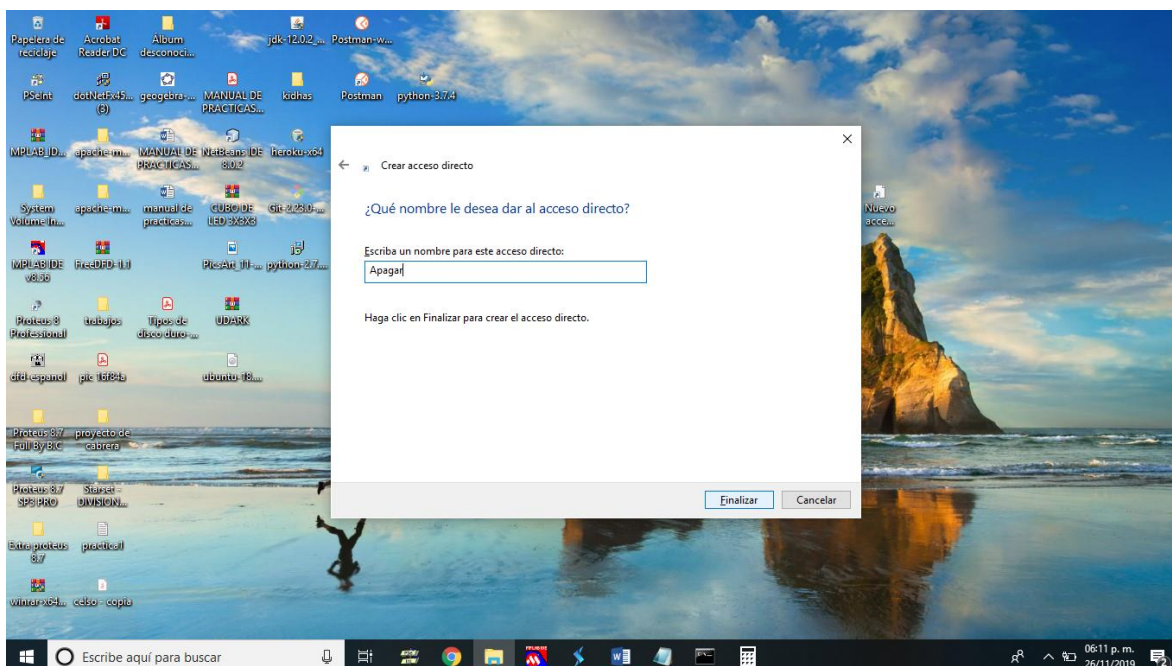 Papelera de reciclaje
Acrobat Reader DC
Album desconoci...
jdk-12.0.2_...
Postman-w...
PSeint
dotNetFx45... (3)
geogebra-...
MANUAL DE PRACTICAS...
kidhas
Postman
python-3.7.4
MPLAB_ID...
apache-m...
MANUAL DE PRACTICAS...
NetBeans IDE 8.0.2
heroku-x64
System Volume In...
apache-m...
manual de practicas...
CUBO DE LED 3X3X3
Git-2.23.0-...
Nuevo acce...
MPLAB IDE v8.56
FreeDFD-1.1
PicsArt_11-...
python-2.7....
Proteus 8 Professional
trabajos
Tipos de disco duro-...
UDARK
dfd-espanol
pic 16f84a
ubuntu-18....
Proteus 8.7 Full By B.C
proyecto de cabrera
Proteus 8.7 SP3 PRO
Starset - DIVISION...
Extra proteus 8.7
practica11
winrar-x64...
celso - copia
Crear acceso directo
¿Qué nombre le desea dar al acceso directo?
Escriba un nombre para este acceso directo:
Apagar
Haga clic en Finalizar para crear el acceso directo.
Finalizar
Cancelar
Escribe aquí para buscar
06:11 p. m.
26/11/2019